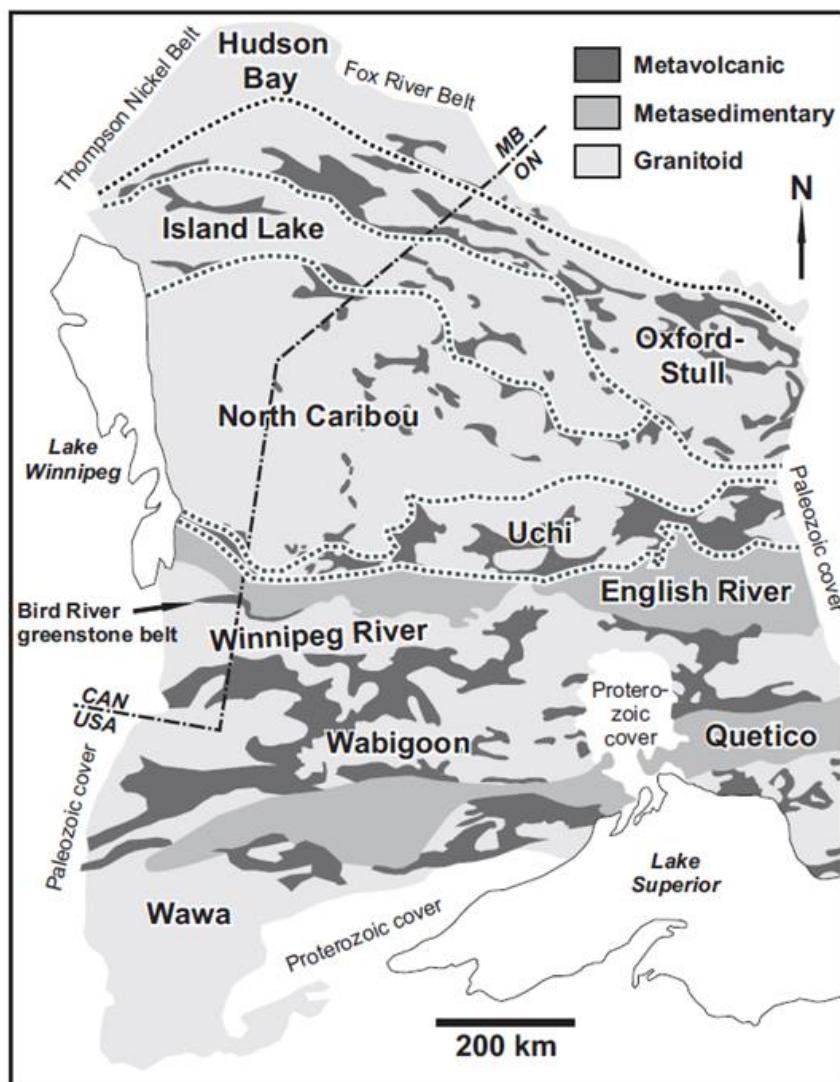 Hudson
Bay
Thompson Nickel Belt
Fox River Belt
Metavolcanic
Metasedimentary
Granitoid
MB
ON
N
Island Lake
Oxford-
Stull
North Caribou
Lake
Winnipeg
Uchi
Paleozoic cover
English River
Bird River
greenstone belt
Winnipeg River
CAN
USA
Protero-
zoic
cover
Wabigoon
Quetico
Paleozoic cover
Lake
Superior
Wawa
Proterozoic cover
200 km